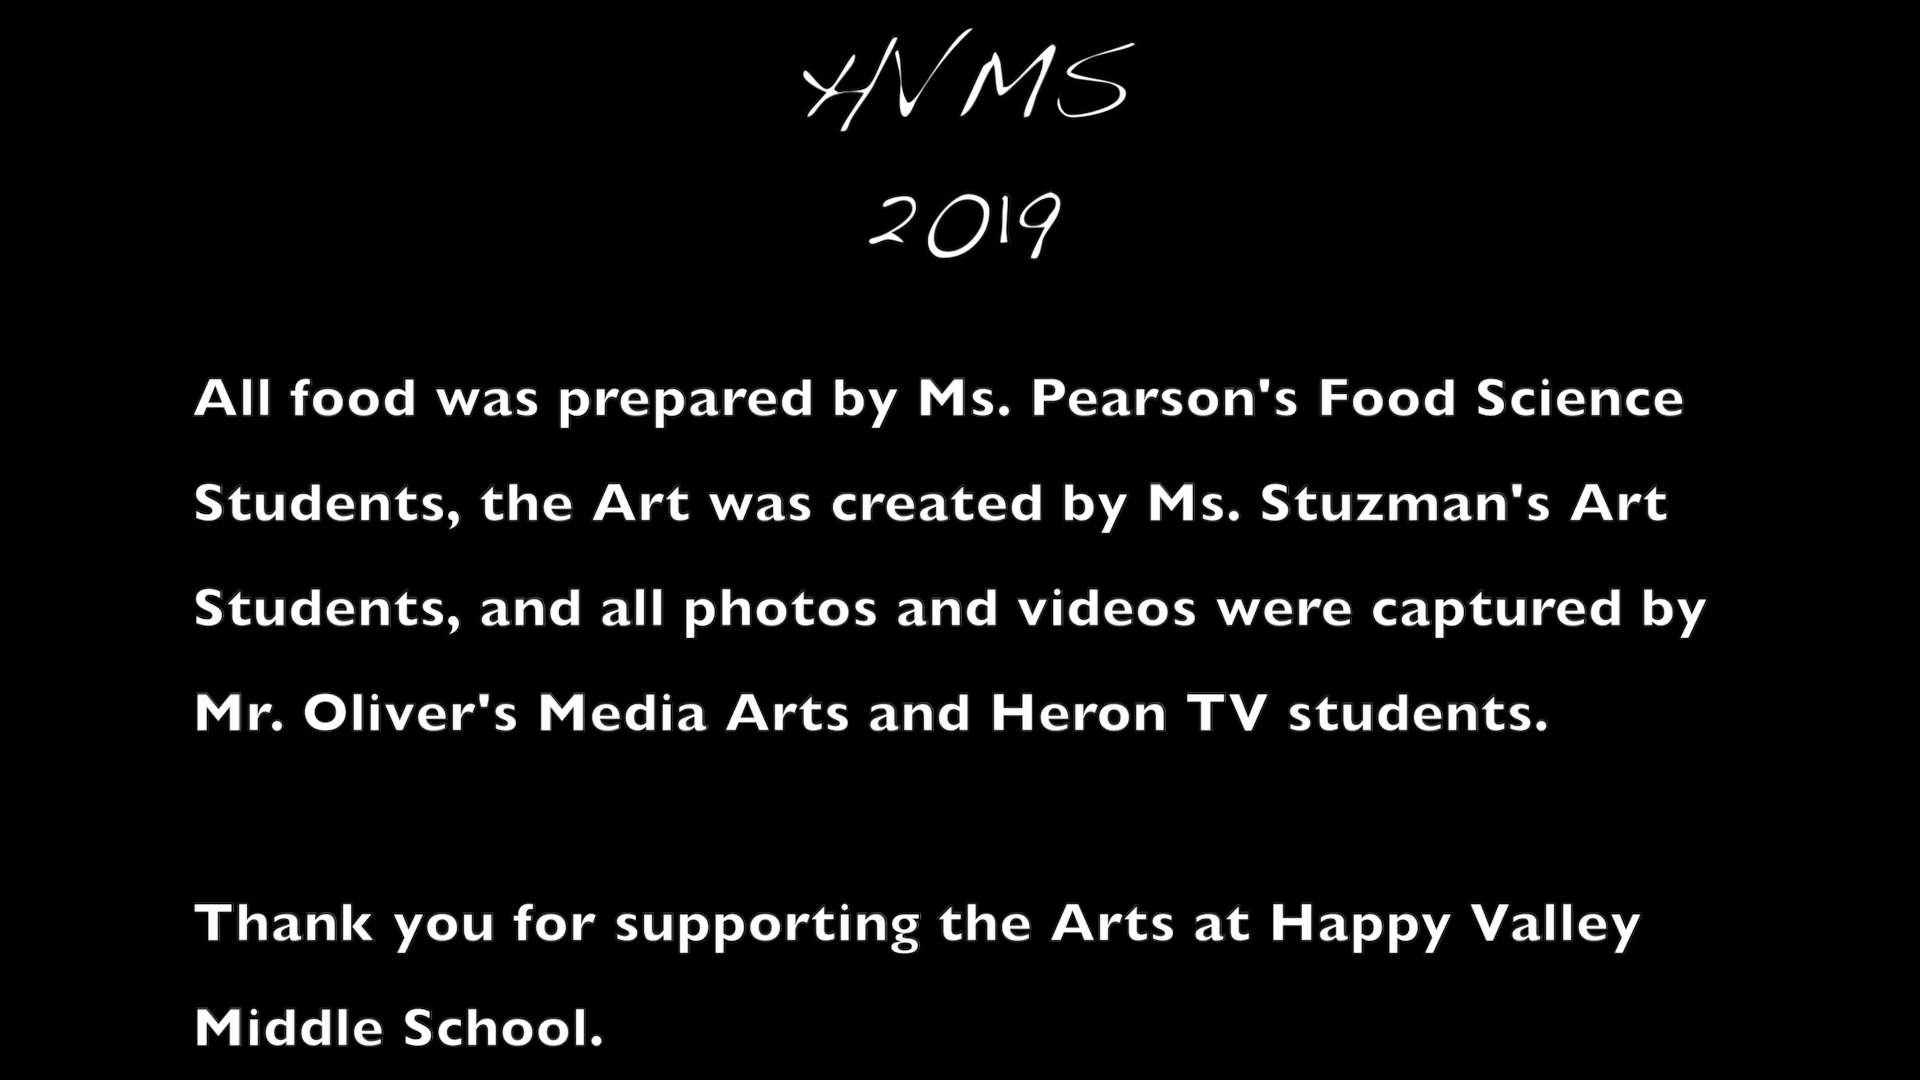 HVMS
2019
All food was prepared by Ms. Pearson's Food Science
Students, the Art was created by Ms. Stuzman's Art
Students, and all photos and videos were captured by
Mr. Oliver's Media Arts and Heron TV students.
Thank you for supporting the Arts at Happy Valley
Middle School.